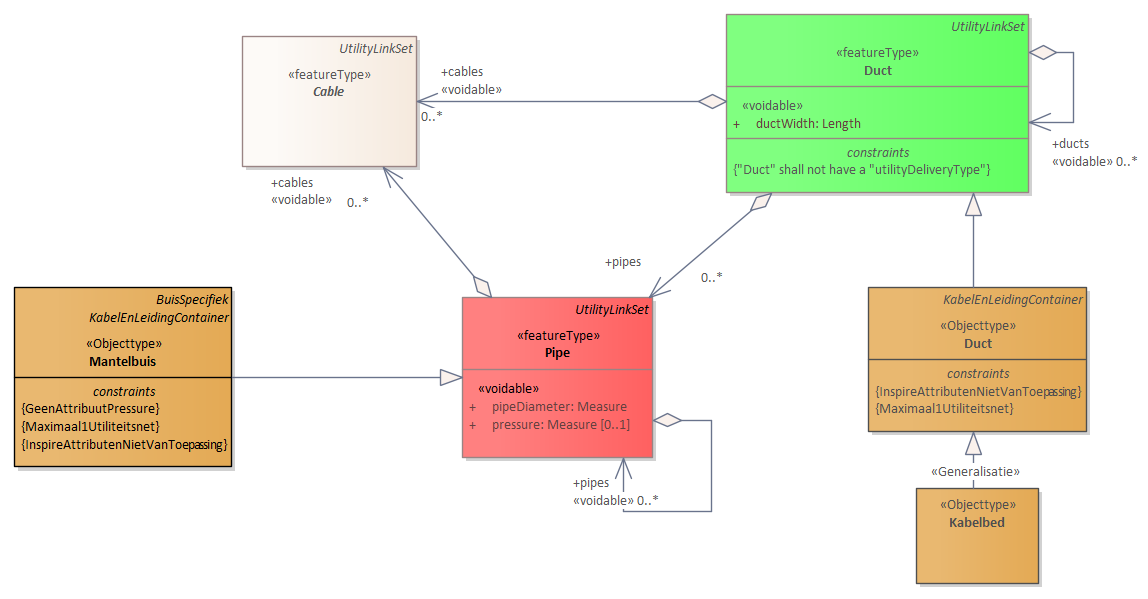 UtilityLinkSet
«featureType»
Cable
+cables
«voidable»
0..*
UtilityLinkSet
«featureType»
Duct
«voidable»
+ ductWidth: Length
constraints
{"Duct" shall not have a "utilityDeliveryType"}
+ducts
«voidable» 0..*
+cables
«voidable» 0..*
+pipes
0..*
BuisSpecifiek
KabelEnLeidingContainer
«Objecttype»
Mantelbuis
constraints
{GeenAttribuutPressure}
{Maximaal1Utiliteitsnet}
{InspireAttributenNietVanToepassing}
UtilityLinkSet
«featureType»
Pipe
«voidable»
+ pipeDiameter: Measure
+ pressure: Measure [0..1]
+pipes
«voidable» 0..*
KabelEnLeidingContainer
«Objecttype»
Duct
constraints
{InspireAttributenNietVanToepassing}
{Maximaal1Utiliteitsnet}
«Generalisatie»
«Objecttype»
Kabelbed